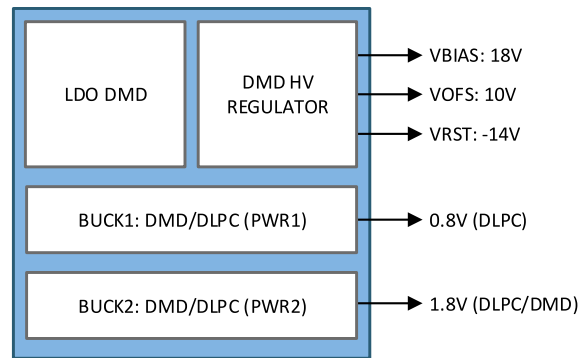 LDO DMD
DMD HV
REGULATOR
VBIAS: 18V
VOFS: 10V
VRST: -14V
BUCK1: DMD/DLPC (PWR1)
0.8V (DLPC)
BUCK2: DMD/DLPC (PWR2)
1.8V (DLPC/DMD)